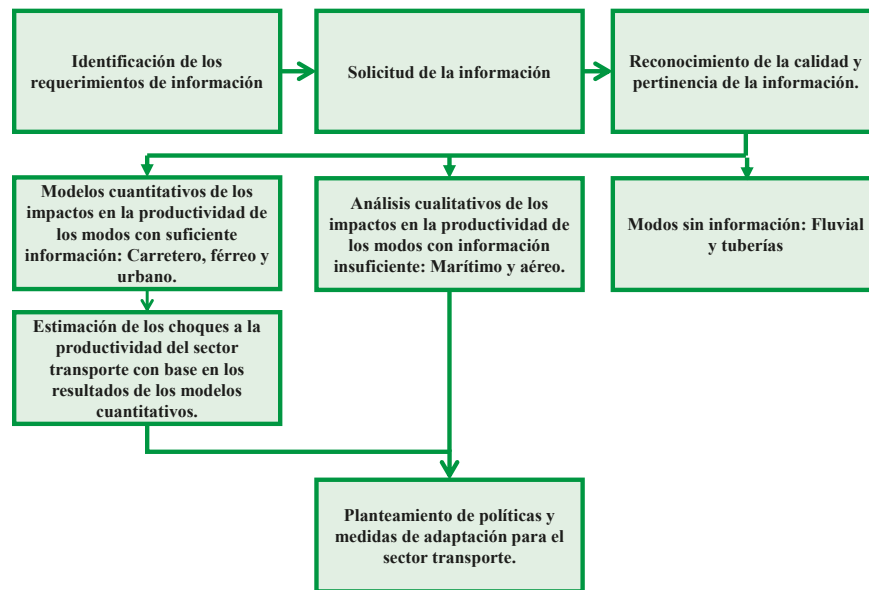 Identificación de los
requerimientos de información
Solicitud de la información
Reconocimiento de la calidad y
pertinencia de la información.
Modelos cuantitativos de los
impactos en la productividad de
los modos con suficiente
información: Carretero, férreo y
urbano.
Análisis cualitativos de los
impactos en la productividad de
los modos con información
insuficiente: Marítimo y aéreo.
Modos sin información: Fluvial
y tuberías
Estimación de los choques a la
productividad del sector
transporte con base en los
resultados de los modelos
cuantitativos.
Planteamiento de políticas y
medidas de adaptación para el
sector transporte.